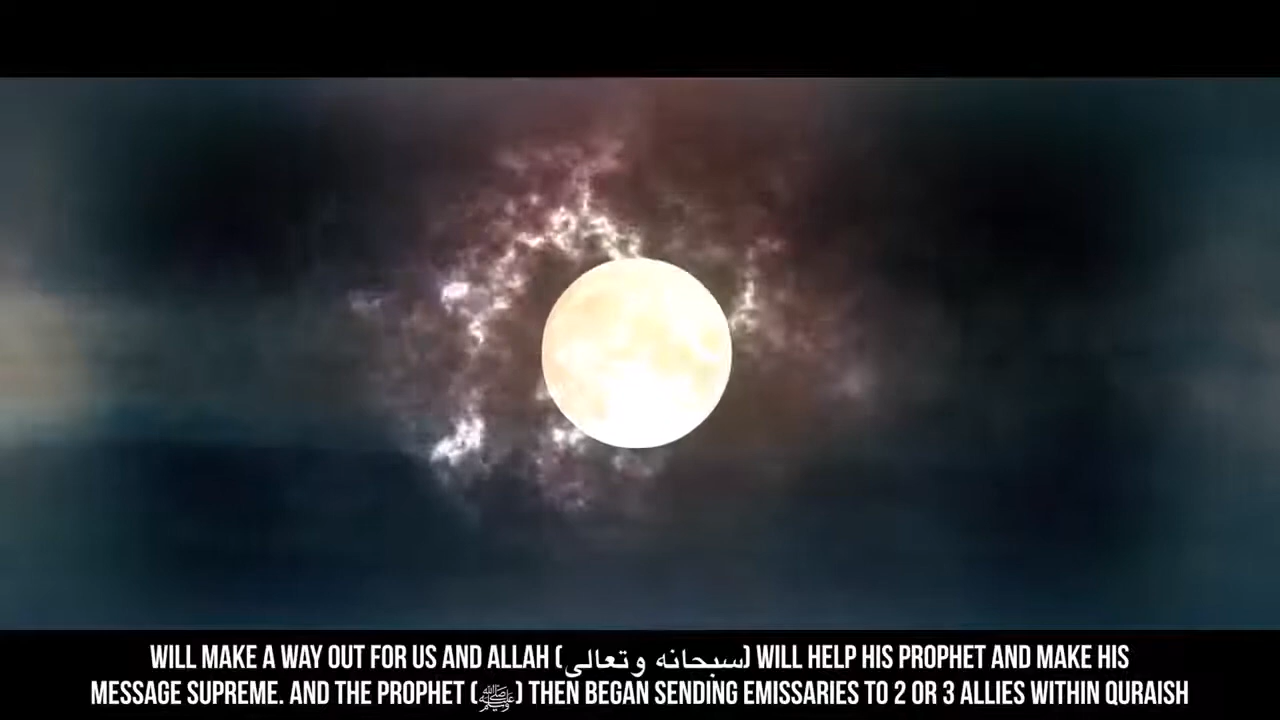 WILL MAKE A WAY OUT FOR US AND ALLAH (سبحانه وتعالى) WILL HELP HIS PROPHET AND MAKE HIS
MESSAGE SUPREME. AND THE PROPHET (ﷺ) THEN BEGAN SENDING EMISSARIES TO 2 OR 3 ALLIES WITHIN QURAISH